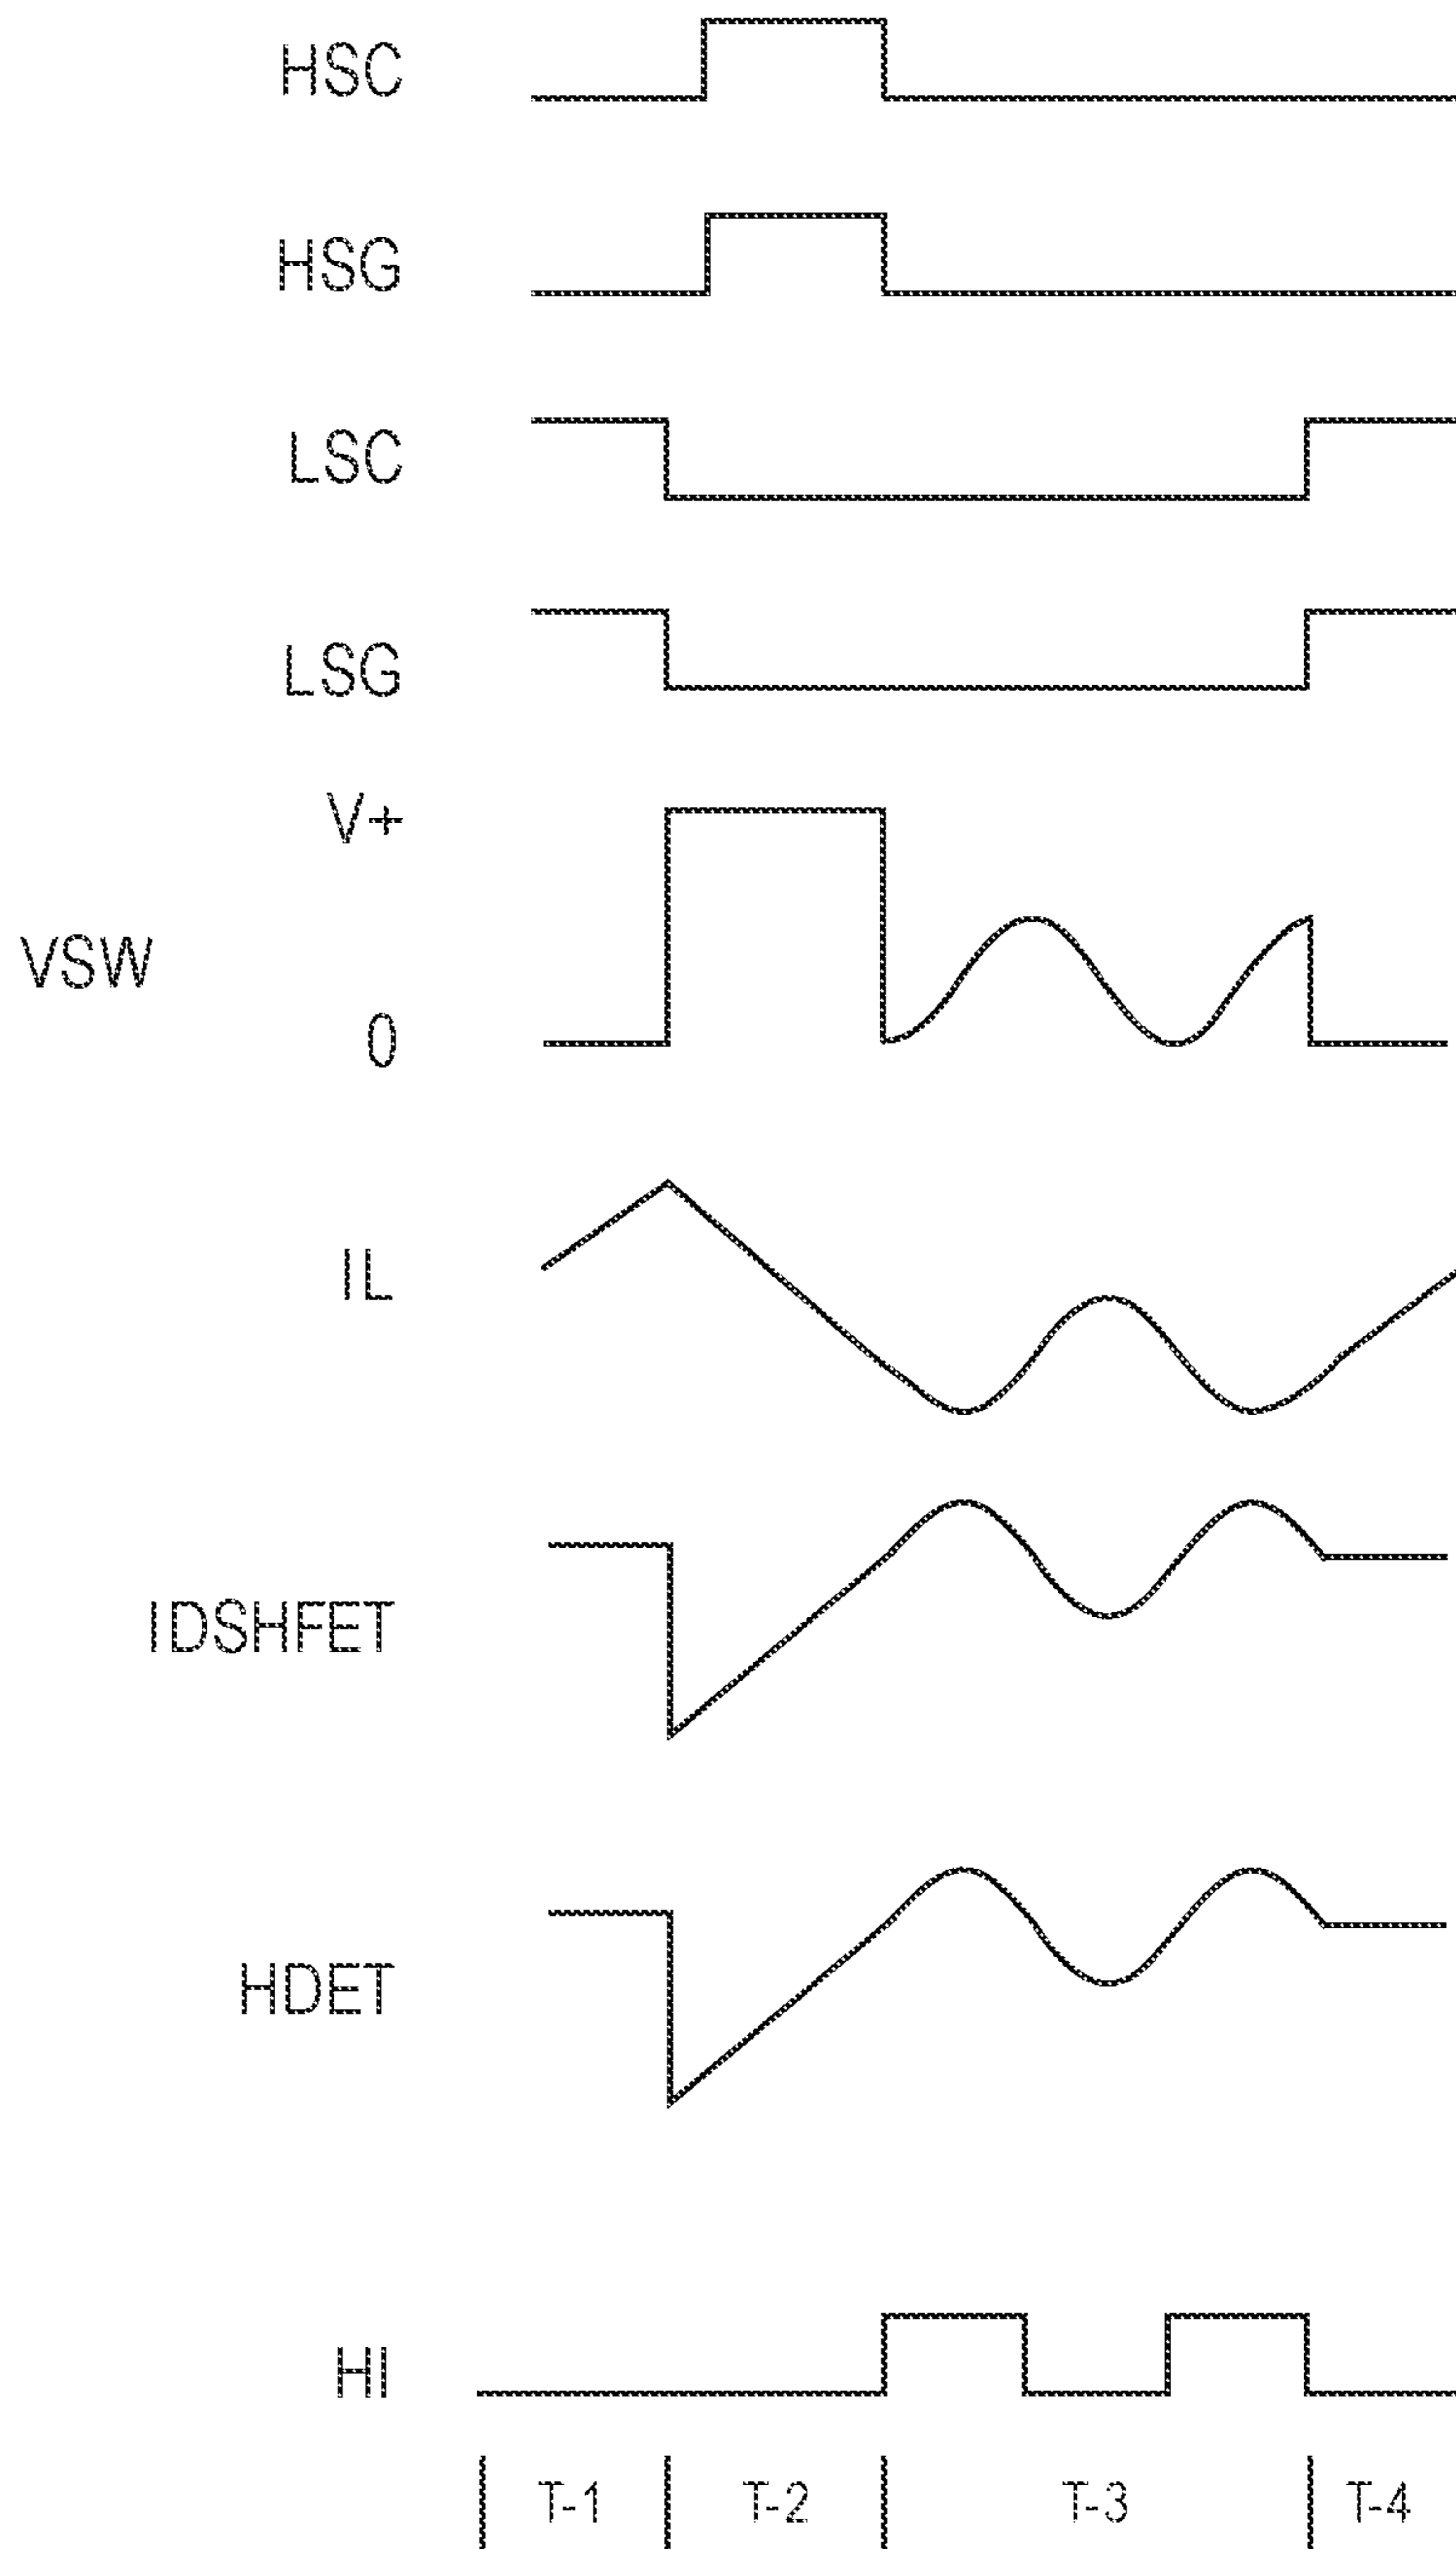 HSC
HSG
LSC
LSG
V+
VSW
0
IL
IDSHFET
HDET
HI
T-1 T-2 T-3 T-4